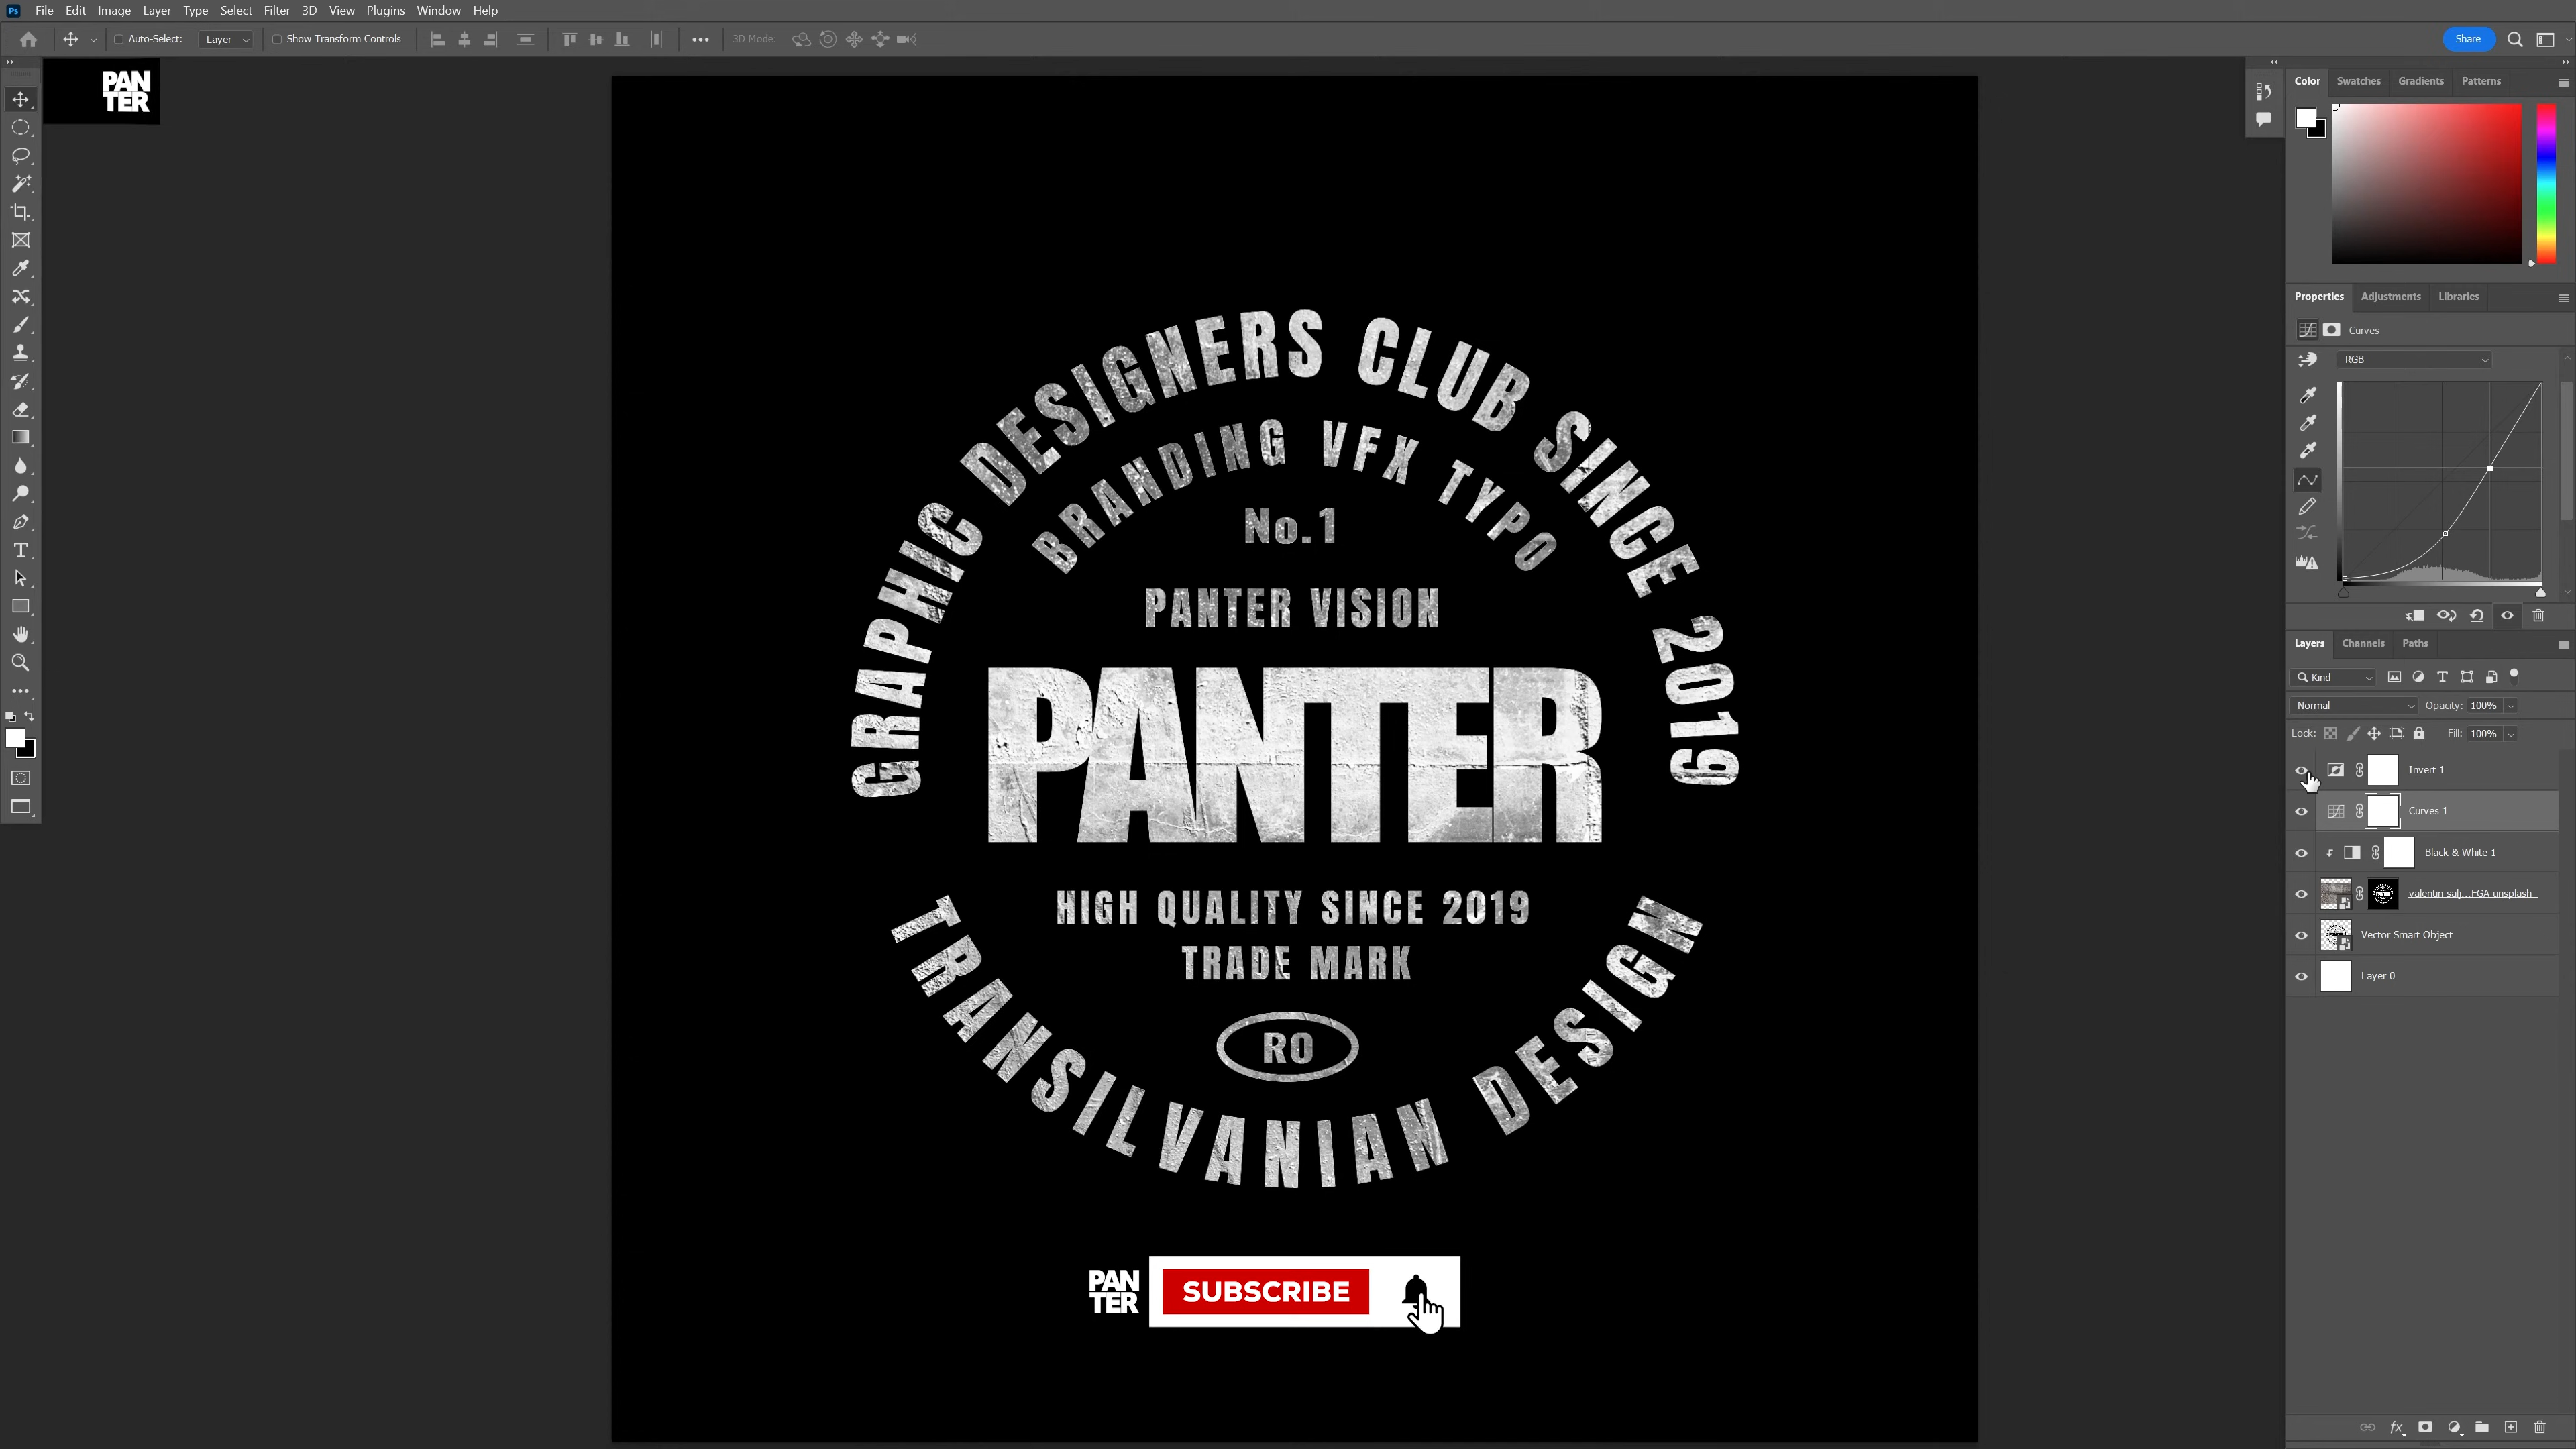 File Edit Image Layer Type Select Filter 3D View Plugins Window Help
Auto-Select: Layer Show Transform Controls 3D Mode: Share
PAN
TER
Color Swatches Gradients Patterns
Properties Adjustments Libraries
Curves
RGB
Layers Channels Paths
Kind
Normal Opacity: 100%
Lock: Fill: 100%
Invert 1
Curves 1
Black & White 1
valentin-salj...FGA-unsplash
Vector Smart Object
Layer 0
GRAPHIC DESIGNERS CLUB SINCE 2019
BRANDING VFX TYPO
No.1
PANTER VISION
PANTER
HIGH QUALITY SINCE 2019
TRADE MARK
RO
TRANSILVANIAN DESIGN
PAN
TER
SUBSCRIBE